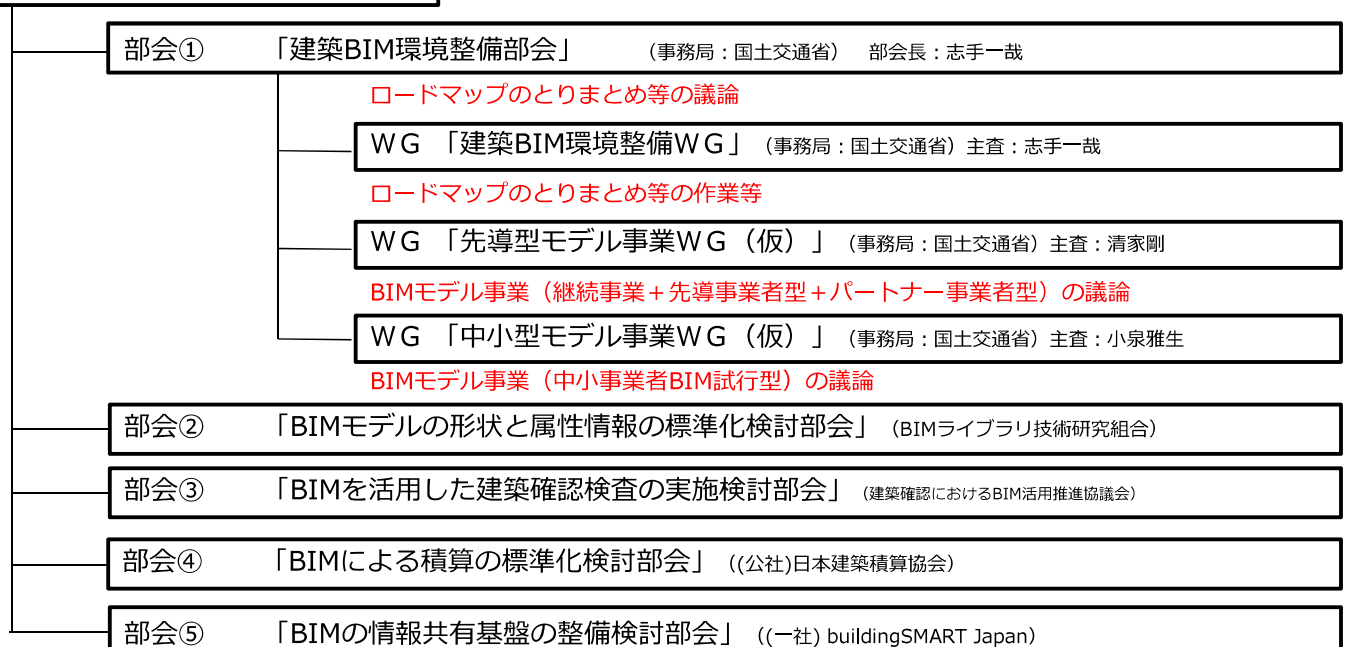 部会① 「建築BIM環境整備部会」 （事務局：国土交通省） 部会長：志手一哉
ロードマップのとりまとめ等の議論
ＷＧ 「建築BIM環境整備ＷＧ」（事務局：国土交通省）主査：志手一哉
ロードマップのとりまとめ等の作業等
ＷＧ 「先導型モデル事業ＷＧ（仮）」（事務局：国土交通省）主査：清家剛
BIMモデル事業（継続事業＋先導事業者型＋パートナー事業者型）の議論
ＷＧ 「中小型モデル事業ＷＧ（仮）」（事務局：国土交通省）主査：小泉雅生
BIMモデル事業（中小事業者BIM試行型）の議論
部会② 「BIMモデルの形状と属性情報の標準化検討部会」（BIMライブラリ技術研究組合）
部会③ 「BIMを活用した建築確認検査の実施検討部会」（建築確認におけるBIM活用推進協議会）
部会④ 「BIMによる積算の標準化検討部会」（(公社)日本建築積算協会）
部会⑤ 「BIMの情報共有基盤の整備検討部会」（(一社) buildingSMART Japan）